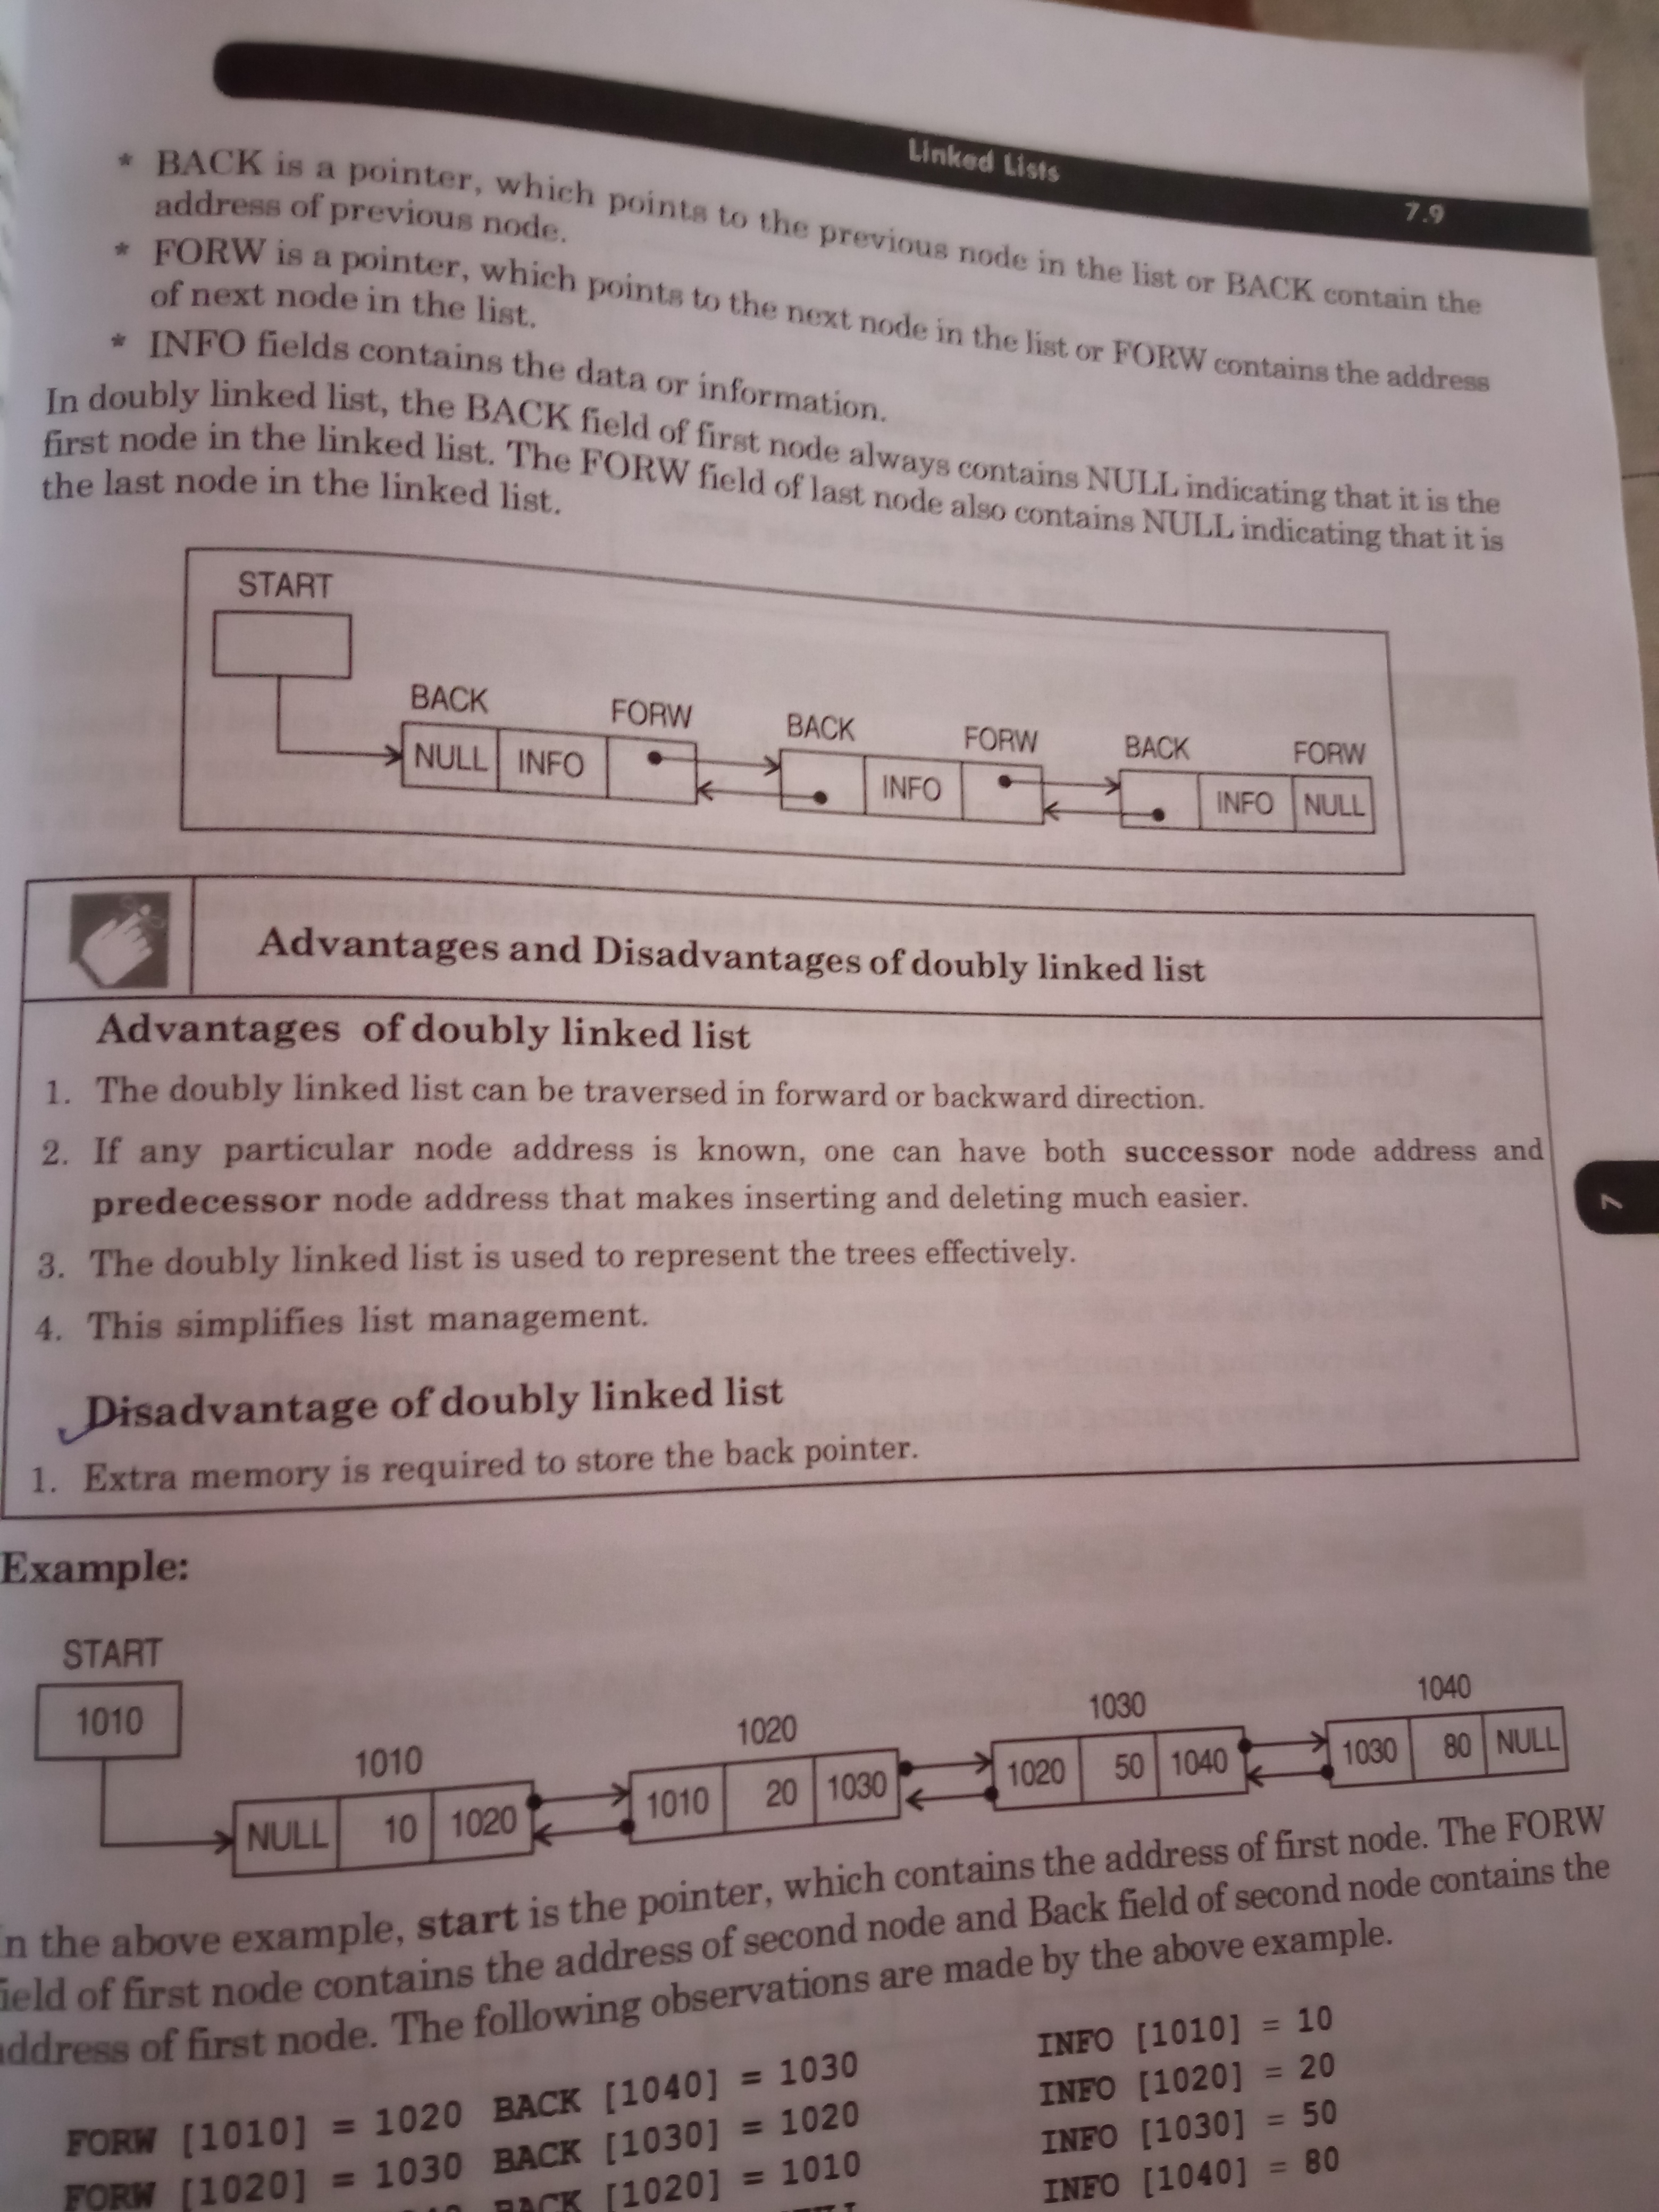 Linked Lists
7.9
* BACK is a pointer, which points to the previous node in the list or BACK contain the
address of previous node.
* FORW is a pointer, which points to the next node in the list or FORW contains the address
of next node in the list.
* INFO fields contains the data or information.
In doubly linked list, the BACK field of first node always contains NULL indicating that it is the
first node in the linked list. The FORW field of last node also contains NULL indicating that it is
the last node in the linked list.
START
BACK FORW BACK FORW BACK FORW
NULL INFO INFO INFO NULL
Advantages and Disadvantages of doubly linked list
Advantages of doubly linked list
1. The doubly linked list can be traversed in forward or backward direction.
2. If any particular node address is known, one can have both successor node address and
predecessor node address that makes inserting and deleting much easier.
7
3. The doubly linked list is used to represent the trees effectively.
4. This simplifies list management.
Disadvantage of doubly linked list
1. Extra memory is required to store the back pointer.
Example:
START
1010
1010 1020 1030 1040
NULL 10 1020 1010 20 1030 1020 50 1040 1030 80 NULL
n the above example, start is the pointer, which contains the address of first node. The FORW
ield of first node contains the address of second node and Back field of second node contains the
ddress of first node. The following observations are made by the above example.
FORW [1010] = 1020 BACK [1040] = 1030 INFO [1010] = 10
FORW [1020] = 1030 BACK [1030] = 1020 INFO [1020] = 20
BACK [1020] = 1010 INFO [1030] = 50
INFO [1040] = 80